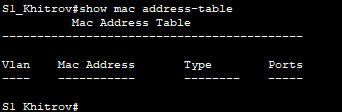 S1_Khitrov#show mac address-table
Mac Address Table
-------------------------------------------
Vlan    Mac Address       Type        Ports
----    -----------       --------    -----
S1_Khitrov#